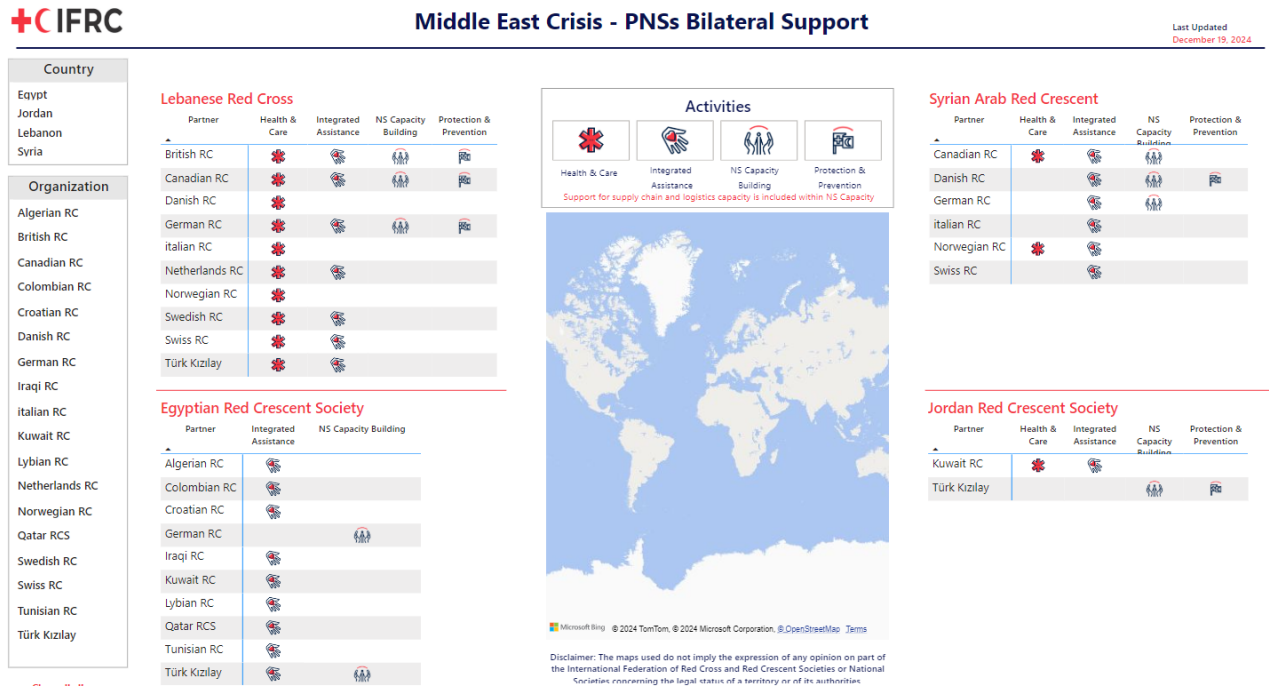 IFRC
Middle East Crisis - PNSs Bilateral Support
Last Updated
December 19, 2024
Country
Egypt
Jordan
Lebanon
Syria
Organization
Algerian RC
British RC
Canadian RC
Colombian RC
Croatian RC
Danish RC
German RC
Iraqi RC
italian RC
Kuwait RC
Lybian RC
Netherlands RC
Norwegian RC
Qatar RCS
Swedish RC
Swiss RC
Tunisian RC
Türk Kızılay
Lebanese Red Cross
Partner Health & Care Integrated Assistance NS Capacity Building Protection & Prevention
British RC
Canadian RC
Danish RC
German RC
italian RC
Netherlands RC
Norwegian RC
Swedish RC
Swiss RC
Türk Kızılay
Egyptian Red Crescent Society
Partner Integrated Assistance NS Capacity Building
Algerian RC
Colombian RC
Croatian RC
German RC
Iraqi RC
Kuwait RC
Lybian RC
Qatar RCS
Tunisian RC
Türk Kızılay
Activities
Health & Care
Integrated Assistance
NS Capacity Building
Protection & Prevention
Support for supply chain and logistics capacity is included within NS Capacity
Microsoft Bing © 2024 TomTom, © 2024 Microsoft Corporation, © OpenStreetMap Terms
Disclaimer: The maps used do not imply the expression of any opinion on part of
the International Federation of Red Cross and Red Crescent Societies or National
Societies concerning the legal status of a territory or of its authorities.
Syrian Arab Red Crescent
Partner Health & Care Integrated Assistance NS Capacity Building Protection & Prevention
Canadian RC
Danish RC
German RC
italian RC
Norwegian RC
Swiss RC
Jordan Red Crescent Society
Partner Health & Care Integrated Assistance NS Capacity Building Protection & Prevention
Kuwait RC
Türk Kızılay